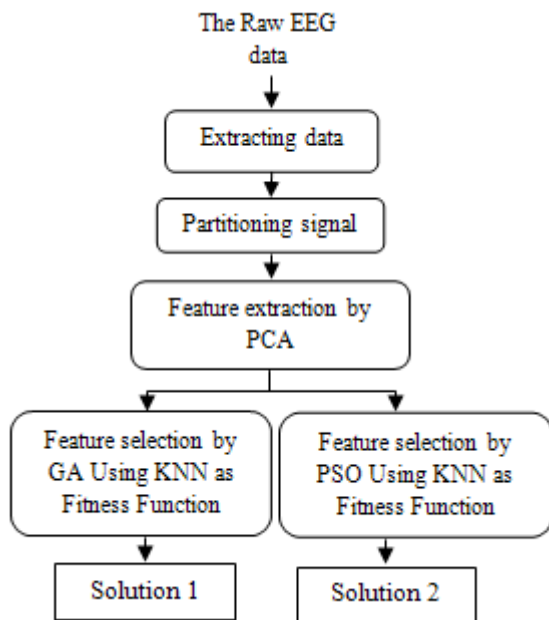 The Raw EEG
data
Extracting data
Partitioning signal
Feature extraction by
PCA
Feature selection by
GA Using KNN as
Fitness Function
Feature selection by
PSO Using KNN as
Fitness Function
Solution 1
Solution 2